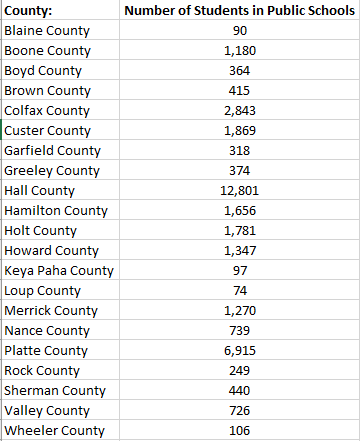 County: Number of Students in Public Schools
Blaine County 90
Boone County 1,180
Boyd County 364
Brown County 415
Colfax County 2,843
Custer County 1,869
Garfield County 318
Greeley County 374
Hall County 12,801
Hamilton County 1,656
Holt County 1,781
Howard County 1,347
Keya Paha County 97
Loup County 74
Merrick County 1,270
Nance County 739
Platte County 6,915
Rock County 249
Sherman County 440
Valley County 726
Wheeler County 106